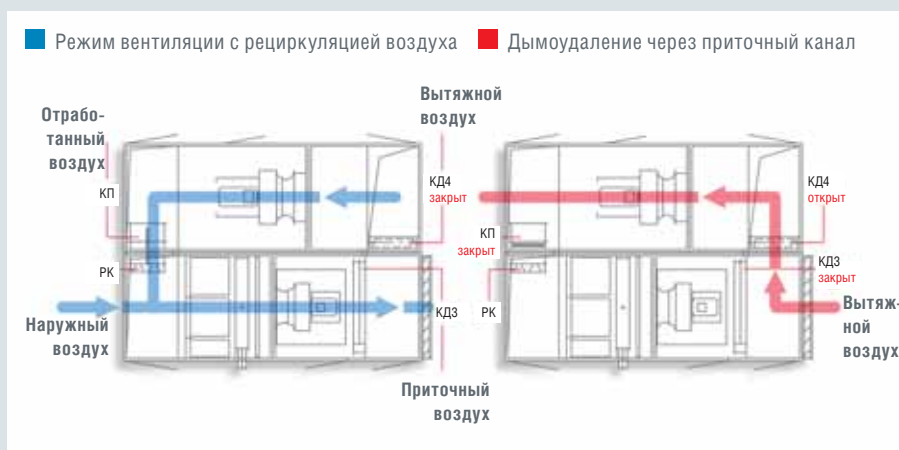 Режим вентиляции с рециркуляцией воздуха
Дымоудаление через приточный канал
Отрабо-
танный
воздух
Вытяжной
воздух
КП
КД4
закрыт
РК
Наружный
воздух
КД3
Приточный
воздух
КД4
открыт
КП
закрыт
КД3
закрыт
РК
Вытяж-
ной
воздух